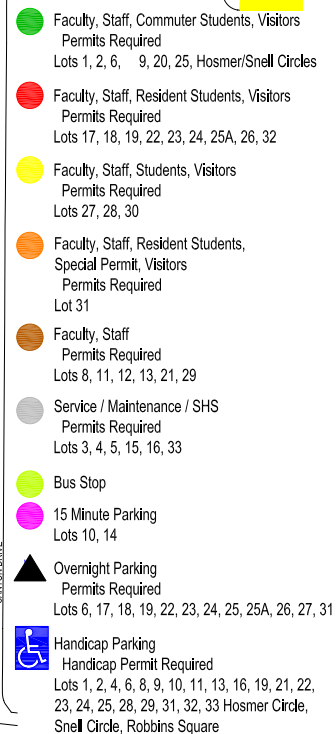 Faculty, Staff, Commuter Students, Visitors
Permits Required
Lots 1, 2, 6, 9, 20, 25, Hosmer/Snell Circles
Faculty, Staff, Resident Students, Visitors
Permits Required
Lots 17, 18, 19, 22, 23, 24, 25A, 26, 32
Faculty, Staff, Students, Visitors
Permits Required
Lots 27, 28, 30
Faculty, Staff, Resident Students,
Special Permit, Visitors
Permits Required
Lot 31
Faculty, Staff
Permits Required
Lots 8, 11, 12, 13, 21, 29
Service / Maintenance / SHS
Permits Required
Lots 3, 4, 5, 15, 16, 33
Bus Stop
15 Minute Parking
Lots 10, 14
Overnight Parking
Permits Required
Lots 6, 17, 18, 19, 22, 23, 24, 25, 25A, 26, 27, 31
Handicap Parking
Handicap Permit Required
Lots 1, 2, 4, 6, 8, 9, 10, 11, 13, 16, 19, 21, 22,
23, 24, 25, 28, 29, 31, 32, 33 Hosmer Circle,
Snell Circle, Robbins Square